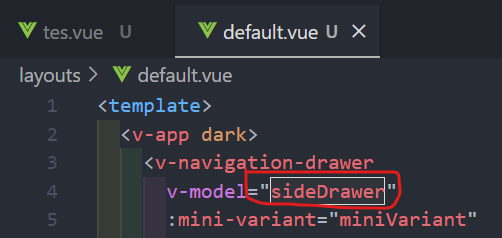 tes.vue U default.vue U
layouts > default.vue
1 <template>
2 <v-app dark>
3 <v-navigation-drawer
4 v-model="sideDrawer"
5 :mini-variant="miniVariant"